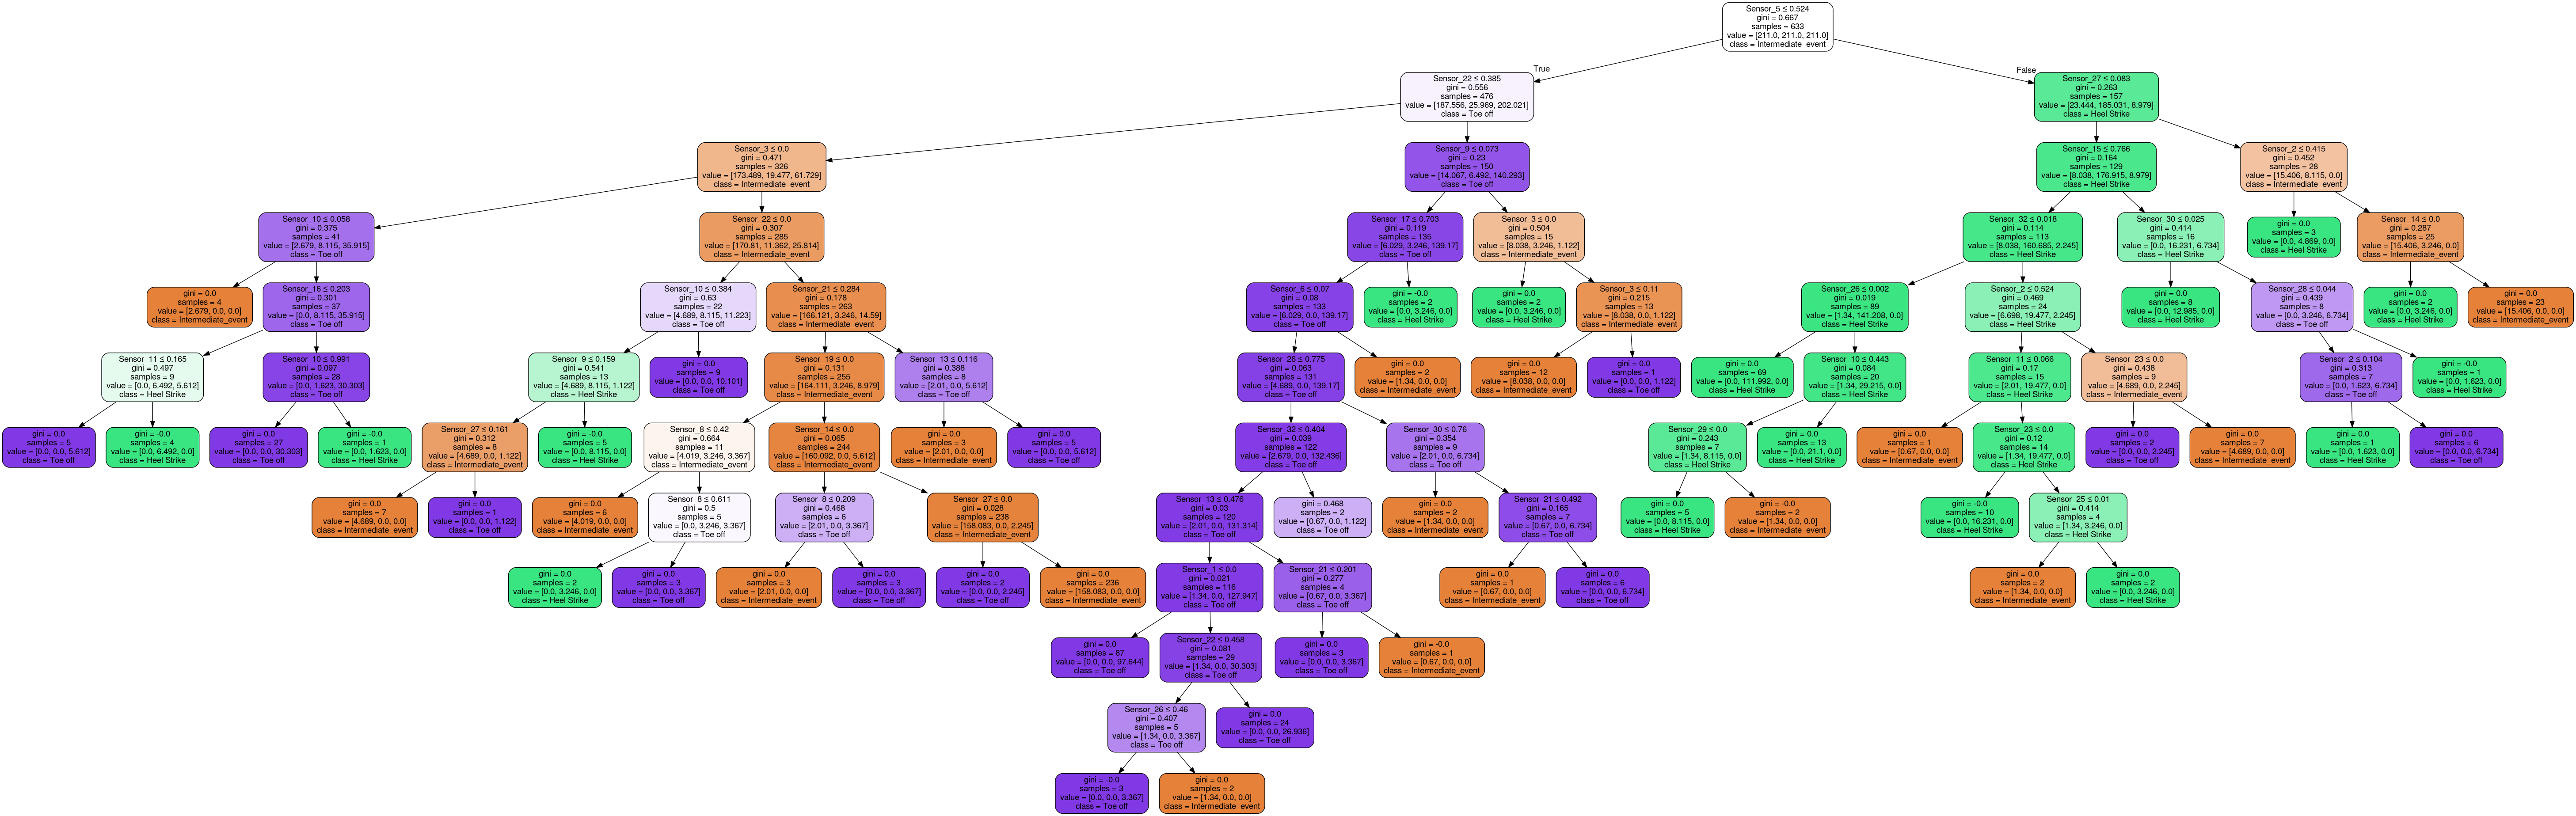 Sensor_5 ≤ 0.524
gini = 0.667
samples = 633
value = [211.0, 211.0, 211.0]
class = Intermediate_event
True
False
Sensor_22 ≤ 0.385
gini = 0.556
samples = 476
value = [187.556, 25.969, 202.021]
class = Toe off
Sensor_27 ≤ 0.083
gini = 0.263
samples = 157
value = [23.444, 185.031, 8.979]
class = Heel Strike
Sensor_3 ≤ 0.0
gini = 0.471
samples = 326
value = [173.489, 19.477, 61.729]
class = Intermediate_event
Sensor_9 ≤ 0.073
gini = 0.23
samples = 150
value = [14.067, 6.492, 140.293]
class = Toe off
Sensor_15 ≤ 0.766
gini = 0.164
samples = 129
value = [8.038, 176.915, 8.979]
class = Heel Strike
Sensor_2 ≤ 0.415
gini = 0.452
samples = 28
value = [15.406, 8.115, 0.0]
class = Intermediate_event
Sensor_10 ≤ 0.058
gini = 0.375
samples = 41
value = [2.679, 8.115, 35.915]
class = Toe off
Sensor_22 ≤ 0.0
gini = 0.307
samples = 285
value = [170.81, 11.362, 25.814]
class = Intermediate_event
Sensor_17 ≤ 0.703
gini = 0.119
samples = 135
value = [6.029, 3.246, 139.17]
class = Toe off
Sensor_3 ≤ 0.0
gini = 0.504
samples = 15
value = [8.038, 3.246, 1.122]
class = Intermediate_event
Sensor_32 ≤ 0.018
gini = 0.114
samples = 113
value = [8.038, 160.685, 2.245]
class = Heel Strike
Sensor_30 ≤ 0.025
gini = 0.414
samples = 16
value = [0.0, 16.231, 6.734]
class = Heel Strike
gini = 0.0
samples = 3
value = [0.0, 4.869, 0.0]
class = Heel Strike
Sensor_14 ≤ 0.0
gini = 0.287
samples = 25
value = [15.406, 3.246, 0.0]
class = Intermediate_event
gini = 0.0
samples = 4
value = [2.679, 0.0, 0.0]
class = Intermediate_event
Sensor_16 ≤ 0.203
gini = 0.301
samples = 37
value = [0.0, 8.115, 35.915]
class = Toe off
Sensor_10 ≤ 0.384
gini = 0.63
samples = 22
value = [4.689, 8.115, 11.223]
class = Toe off
Sensor_21 ≤ 0.284
gini = 0.178
samples = 263
value = [166.121, 3.246, 14.59]
class = Intermediate_event
Sensor_6 ≤ 0.07
gini = 0.08
samples = 133
value = [6.029, 0.0, 139.17]
class = Toe off
gini = -0.0
samples = 2
value = [0.0, 3.246, 0.0]
class = Heel Strike
gini = 0.0
samples = 2
value = [0.0, 3.246, 0.0]
class = Heel Strike
Sensor_3 ≤ 0.11
gini = 0.215
samples = 13
value = [8.038, 0.0, 1.122]
class = Intermediate_event
Sensor_26 ≤ 0.002
gini = 0.019
samples = 89
value = [1.34, 141.208, 0.0]
class = Heel Strike
Sensor_2 ≤ 0.524
gini = 0.469
samples = 24
value = [6.698, 19.477, 2.245]
class = Heel Strike
gini = 0.0
samples = 8
value = [0.0, 12.985, 0.0]
class = Heel Strike
Sensor_28 ≤ 0.044
gini = 0.439
samples = 8
value = [0.0, 3.246, 6.734]
class = Toe off
gini = 0.0
samples = 2
value = [0.0, 3.246, 0.0]
class = Heel Strike
gini = 0.0
samples = 23
value = [15.406, 0.0, 0.0]
class = Intermediate_event
Sensor_11 ≤ 0.165
gini = 0.497
samples = 9
value = [0.0, 6.492, 5.612]
class = Heel Strike
Sensor_10 ≤ 0.991
gini = 0.097
samples = 28
value = [0.0, 1.623, 30.303]
class = Toe off
Sensor_9 ≤ 0.159
gini = 0.541
samples = 13
value = [4.689, 8.115, 1.122]
class = Heel Strike
gini = 0.0
samples = 9
value = [0.0, 0.0, 10.101]
class = Toe off
Sensor_19 ≤ 0.0
gini = 0.131
samples = 255
value = [164.111, 3.246, 8.979]
class = Intermediate_event
Sensor_13 ≤ 0.116
gini = 0.388
samples = 8
value = [2.01, 0.0, 5.612]
class = Toe off
Sensor_26 ≤ 0.775
gini = 0.063
samples = 131
value = [4.689, 0.0, 139.17]
class = Toe off
gini = 0.0
samples = 2
value = [1.34, 0.0, 0.0]
class = Intermediate_event
gini = 0.0
samples = 12
value = [8.038, 0.0, 0.0]
class = Intermediate_event
gini = 0.0
samples = 1
value = [0.0, 0.0, 1.122]
class = Toe off
gini = 0.0
samples = 69
value = [0.0, 111.992, 0.0]
class = Heel Strike
Sensor_10 ≤ 0.443
gini = 0.084
samples = 20
value = [1.34, 29.215, 0.0]
class = Heel Strike
Sensor_11 ≤ 0.066
gini = 0.17
samples = 15
value = [2.01, 19.477, 0.0]
class = Heel Strike
Sensor_23 ≤ 0.0
gini = 0.438
samples = 9
value = [4.689, 0.0, 2.245]
class = Intermediate_event
Sensor_2 ≤ 0.104
gini = 0.313
samples = 7
value = [0.0, 1.623, 6.734]
class = Toe off
gini = -0.0
samples = 1
value = [0.0, 1.623, 0.0]
class = Heel Strike
gini = 0.0
samples = 5
value = [0.0, 0.0, 5.612]
class = Toe off
gini = -0.0
samples = 4
value = [0.0, 6.492, 0.0]
class = Heel Strike
gini = 0.0
samples = 27
value = [0.0, 0.0, 30.303]
class = Toe off
gini = -0.0
samples = 1
value = [0.0, 1.623, 0.0]
class = Heel Strike
Sensor_27 ≤ 0.161
gini = 0.312
samples = 8
value = [4.689, 0.0, 1.122]
class = Intermediate_event
gini = -0.0
samples = 5
value = [0.0, 8.115, 0.0]
class = Heel Strike
Sensor_8 ≤ 0.42
gini = 0.664
samples = 11
value = [4.019, 3.246, 3.367]
class = Intermediate_event
Sensor_14 ≤ 0.0
gini = 0.065
samples = 244
value = [160.092, 0.0, 5.612]
class = Intermediate_event
gini = 0.0
samples = 3
value = [2.01, 0.0, 0.0]
class = Intermediate_event
gini = 0.0
samples = 5
value = [0.0, 0.0, 5.612]
class = Toe off
Sensor_32 ≤ 0.404
gini = 0.039
samples = 122
value = [2.679, 0.0, 132.436]
class = Toe off
Sensor_30 ≤ 0.76
gini = 0.354
samples = 9
value = [2.01, 0.0, 6.734]
class = Toe off
Sensor_29 ≤ 0.0
gini = 0.243
samples = 7
value = [1.34, 8.115, 0.0]
class = Heel Strike
gini = 0.0
samples = 13
value = [0.0, 21.1, 0.0]
class = Heel Strike
gini = 0.0
samples = 1
value = [0.67, 0.0, 0.0]
class = Intermediate_event
Sensor_23 ≤ 0.0
gini = 0.12
samples = 14
value = [1.34, 19.477, 0.0]
class = Heel Strike
gini = 0.0
samples = 2
value = [0.0, 0.0, 2.245]
class = Toe off
gini = 0.0
samples = 7
value = [4.689, 0.0, 0.0]
class = Intermediate_event
gini = 0.0
samples = 1
value = [0.0, 1.623, 0.0]
class = Heel Strike
gini = 0.0
samples = 6
value = [0.0, 0.0, 6.734]
class = Toe off
gini = 0.0
samples = 7
value = [4.689, 0.0, 0.0]
class = Intermediate_event
gini = 0.0
samples = 1
value = [0.0, 0.0, 1.122]
class = Toe off
gini = 0.0
samples = 6
value = [4.019, 0.0, 0.0]
class = Intermediate_event
Sensor_8 ≤ 0.611
gini = 0.5
samples = 5
value = [0.0, 3.246, 3.367]
class = Toe off
Sensor_8 ≤ 0.209
gini = 0.468
samples = 6
value = [2.01, 0.0, 3.367]
class = Toe off
Sensor_27 ≤ 0.0
gini = 0.028
samples = 238
value = [158.083, 0.0, 2.245]
class = Intermediate_event
Sensor_13 ≤ 0.476
gini = 0.03
samples = 120
value = [2.01, 0.0, 131.314]
class = Toe off
gini = 0.468
samples = 2
value = [0.67, 0.0, 1.122]
class = Toe off
gini = 0.0
samples = 2
value = [1.34, 0.0, 0.0]
class = Intermediate_event
Sensor_21 ≤ 0.492
gini = 0.165
samples = 7
value = [0.67, 0.0, 6.734]
class = Toe off
gini = 0.0
samples = 5
value = [0.0, 8.115, 0.0]
class = Heel Strike
gini = -0.0
samples = 2
value = [1.34, 0.0, 0.0]
class = Intermediate_event
gini = -0.0
samples = 10
value = [0.0, 16.231, 0.0]
class = Heel Strike
Sensor_25 ≤ 0.01
gini = 0.414
samples = 4
value = [1.34, 3.246, 0.0]
class = Heel Strike
gini = 0.0
samples = 2
value = [0.0, 3.246, 0.0]
class = Heel Strike
gini = 0.0
samples = 3
value = [0.0, 0.0, 3.367]
class = Toe off
gini = 0.0
samples = 3
value = [2.01, 0.0, 0.0]
class = Intermediate_event
gini = 0.0
samples = 3
value = [0.0, 0.0, 3.367]
class = Toe off
gini = 0.0
samples = 2
value = [0.0, 0.0, 2.245]
class = Toe off
gini = 0.0
samples = 236
value = [158.083, 0.0, 0.0]
class = Intermediate_event
Sensor_1 ≤ 0.0
gini = 0.021
samples = 116
value = [1.34, 0.0, 127.947]
class = Toe off
Sensor_21 ≤ 0.201
gini = 0.277
samples = 4
value = [0.67, 0.0, 3.367]
class = Toe off
gini = 0.0
samples = 1
value = [0.67, 0.0, 0.0]
class = Intermediate_event
gini = 0.0
samples = 6
value = [0.0, 0.0, 6.734]
class = Toe off
gini = 0.0
samples = 2
value = [1.34, 0.0, 0.0]
class = Intermediate_event
gini = 0.0
samples = 2
value = [0.0, 3.246, 0.0]
class = Heel Strike
gini = 0.0
samples = 87
value = [0.0, 0.0, 97.644]
class = Toe off
Sensor_22 ≤ 0.458
gini = 0.081
samples = 29
value = [1.34, 0.0, 30.303]
class = Toe off
gini = 0.0
samples = 3
value = [0.0, 0.0, 3.367]
class = Toe off
gini = -0.0
samples = 1
value = [0.67, 0.0, 0.0]
class = Intermediate_event
Sensor_26 ≤ 0.46
gini = 0.407
samples = 5
value = [1.34, 0.0, 3.367]
class = Toe off
gini = 0.0
samples = 24
value = [0.0, 0.0, 26.936]
class = Toe off
gini = -0.0
samples = 3
value = [0.0, 0.0, 3.367]
class = Toe off
gini = 0.0
samples = 2
value = [1.34, 0.0, 0.0]
class = Intermediate_event